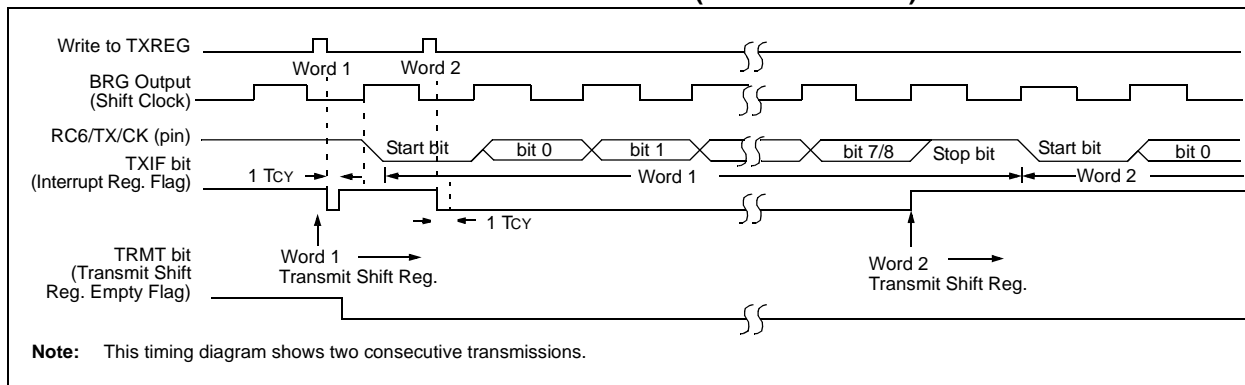 Write to TXREG
Word 1
Word 2
BRG Output
(Shift Clock)
RC6/TX/CK (pin)
Start bit
bit 0
bit 1
bit 7/8
Stop bit
Start bit
bit 0
TXIF bit
(Interrupt Reg. Flag)
1 TCY
Word 1
Word 2
1 TCY
Word 1
Transmit Shift Reg.
Word 2
Transmit Shift Reg.
TRMT bit
(Transmit Shift
Reg. Empty Flag)
Note: This timing diagram shows two consecutive transmissions.